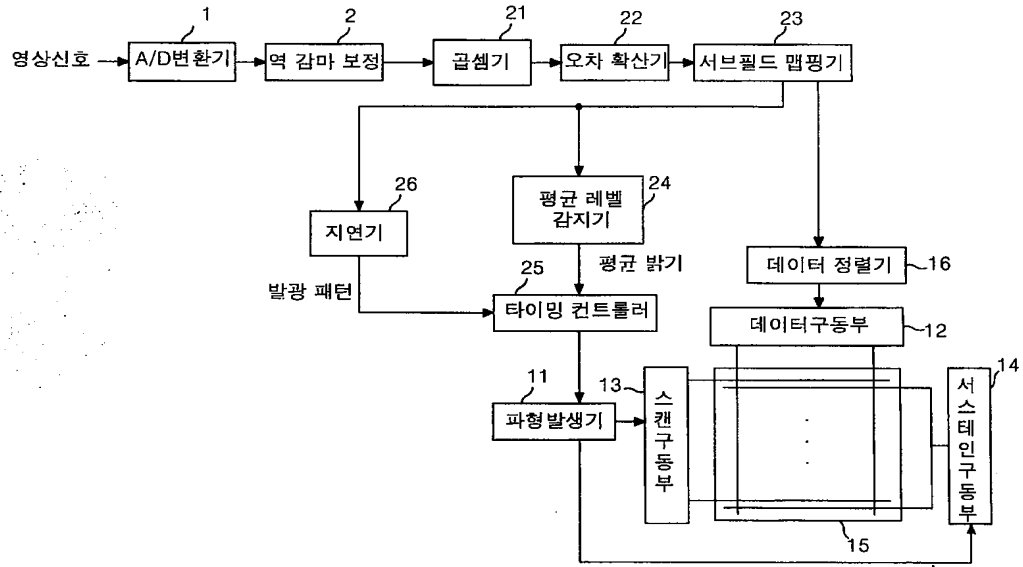 1
2
21
22
23
영상신호
A/D변환기
역 감마 보정
곱셈기
오차 확산기
서브필드 맵핑기
26
지연기
평균 레벨
감지기
24
발광 패턴
평균 밝기
25
타이밍 컨트롤러
데이터 정렬기
16
데이터구동부
12
11
파형발생기
13
스캔구동부
14
서스테인구동부
15